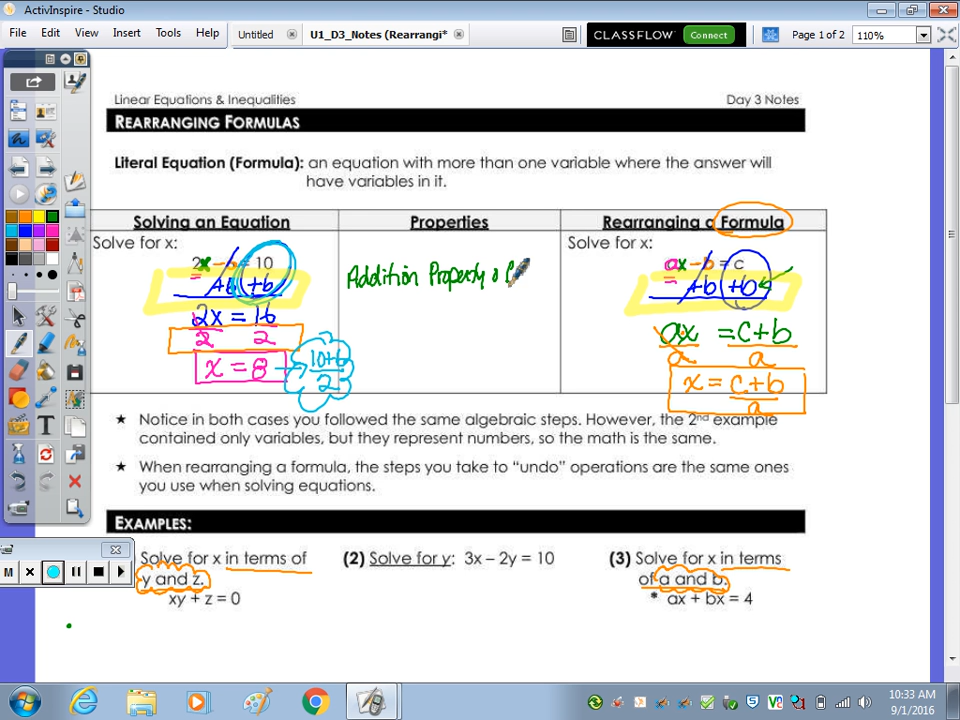 ActivInspire - Studio
File Edit View Insert Tools Help Untitled U1_D3_Notes (Rearrangi* CLASSFLOW Connect Page 1 of 2 110%
Linear Equations & Inequalities Day 3 Notes
REARRANGING FORMULAS
Literal Equation (Formula): an equation with more than one variable where the answer will
have variables in it.
Solving an Equation Properties Rearranging a Formula
Solve for x: Solve for x:
2x - 6 = 10 ax - b = c
+6 +6 Addition Property of +b +b
2x = 16 ax = c+b
2 2 a a
x = 8 10+6 x = c+b
2 a
★ Notice in both cases you followed the same algebraic steps. However, the 2nd example
contained only variables, but they represent numbers, so the math is the same.
★ When rearranging a formula, the steps you take to “undo” operations are the same ones
you use when solving equations.
EXAMPLES:
Solve for x in terms of (2) Solve for y: 3x – 2y = 10 (3) Solve for x in terms
y and z. of a and b.
xy + z = 0 * ax + bx = 4
M
10:33 AM
9/1/2016